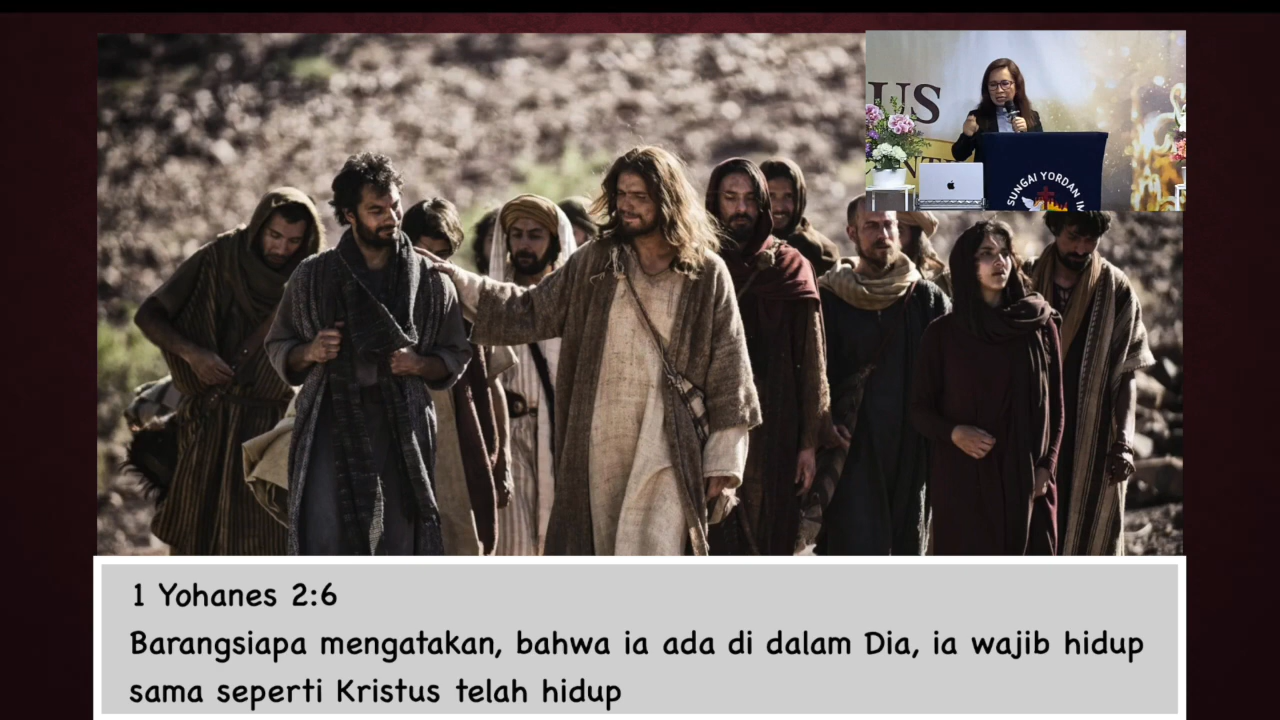 US
SUNGAI YORDAN
1 Yohanes 2:6
Barangsiapa mengatakan, bahwa ia ada di dalam Dia, ia wajib hidup
sama seperti Kristus telah hidup